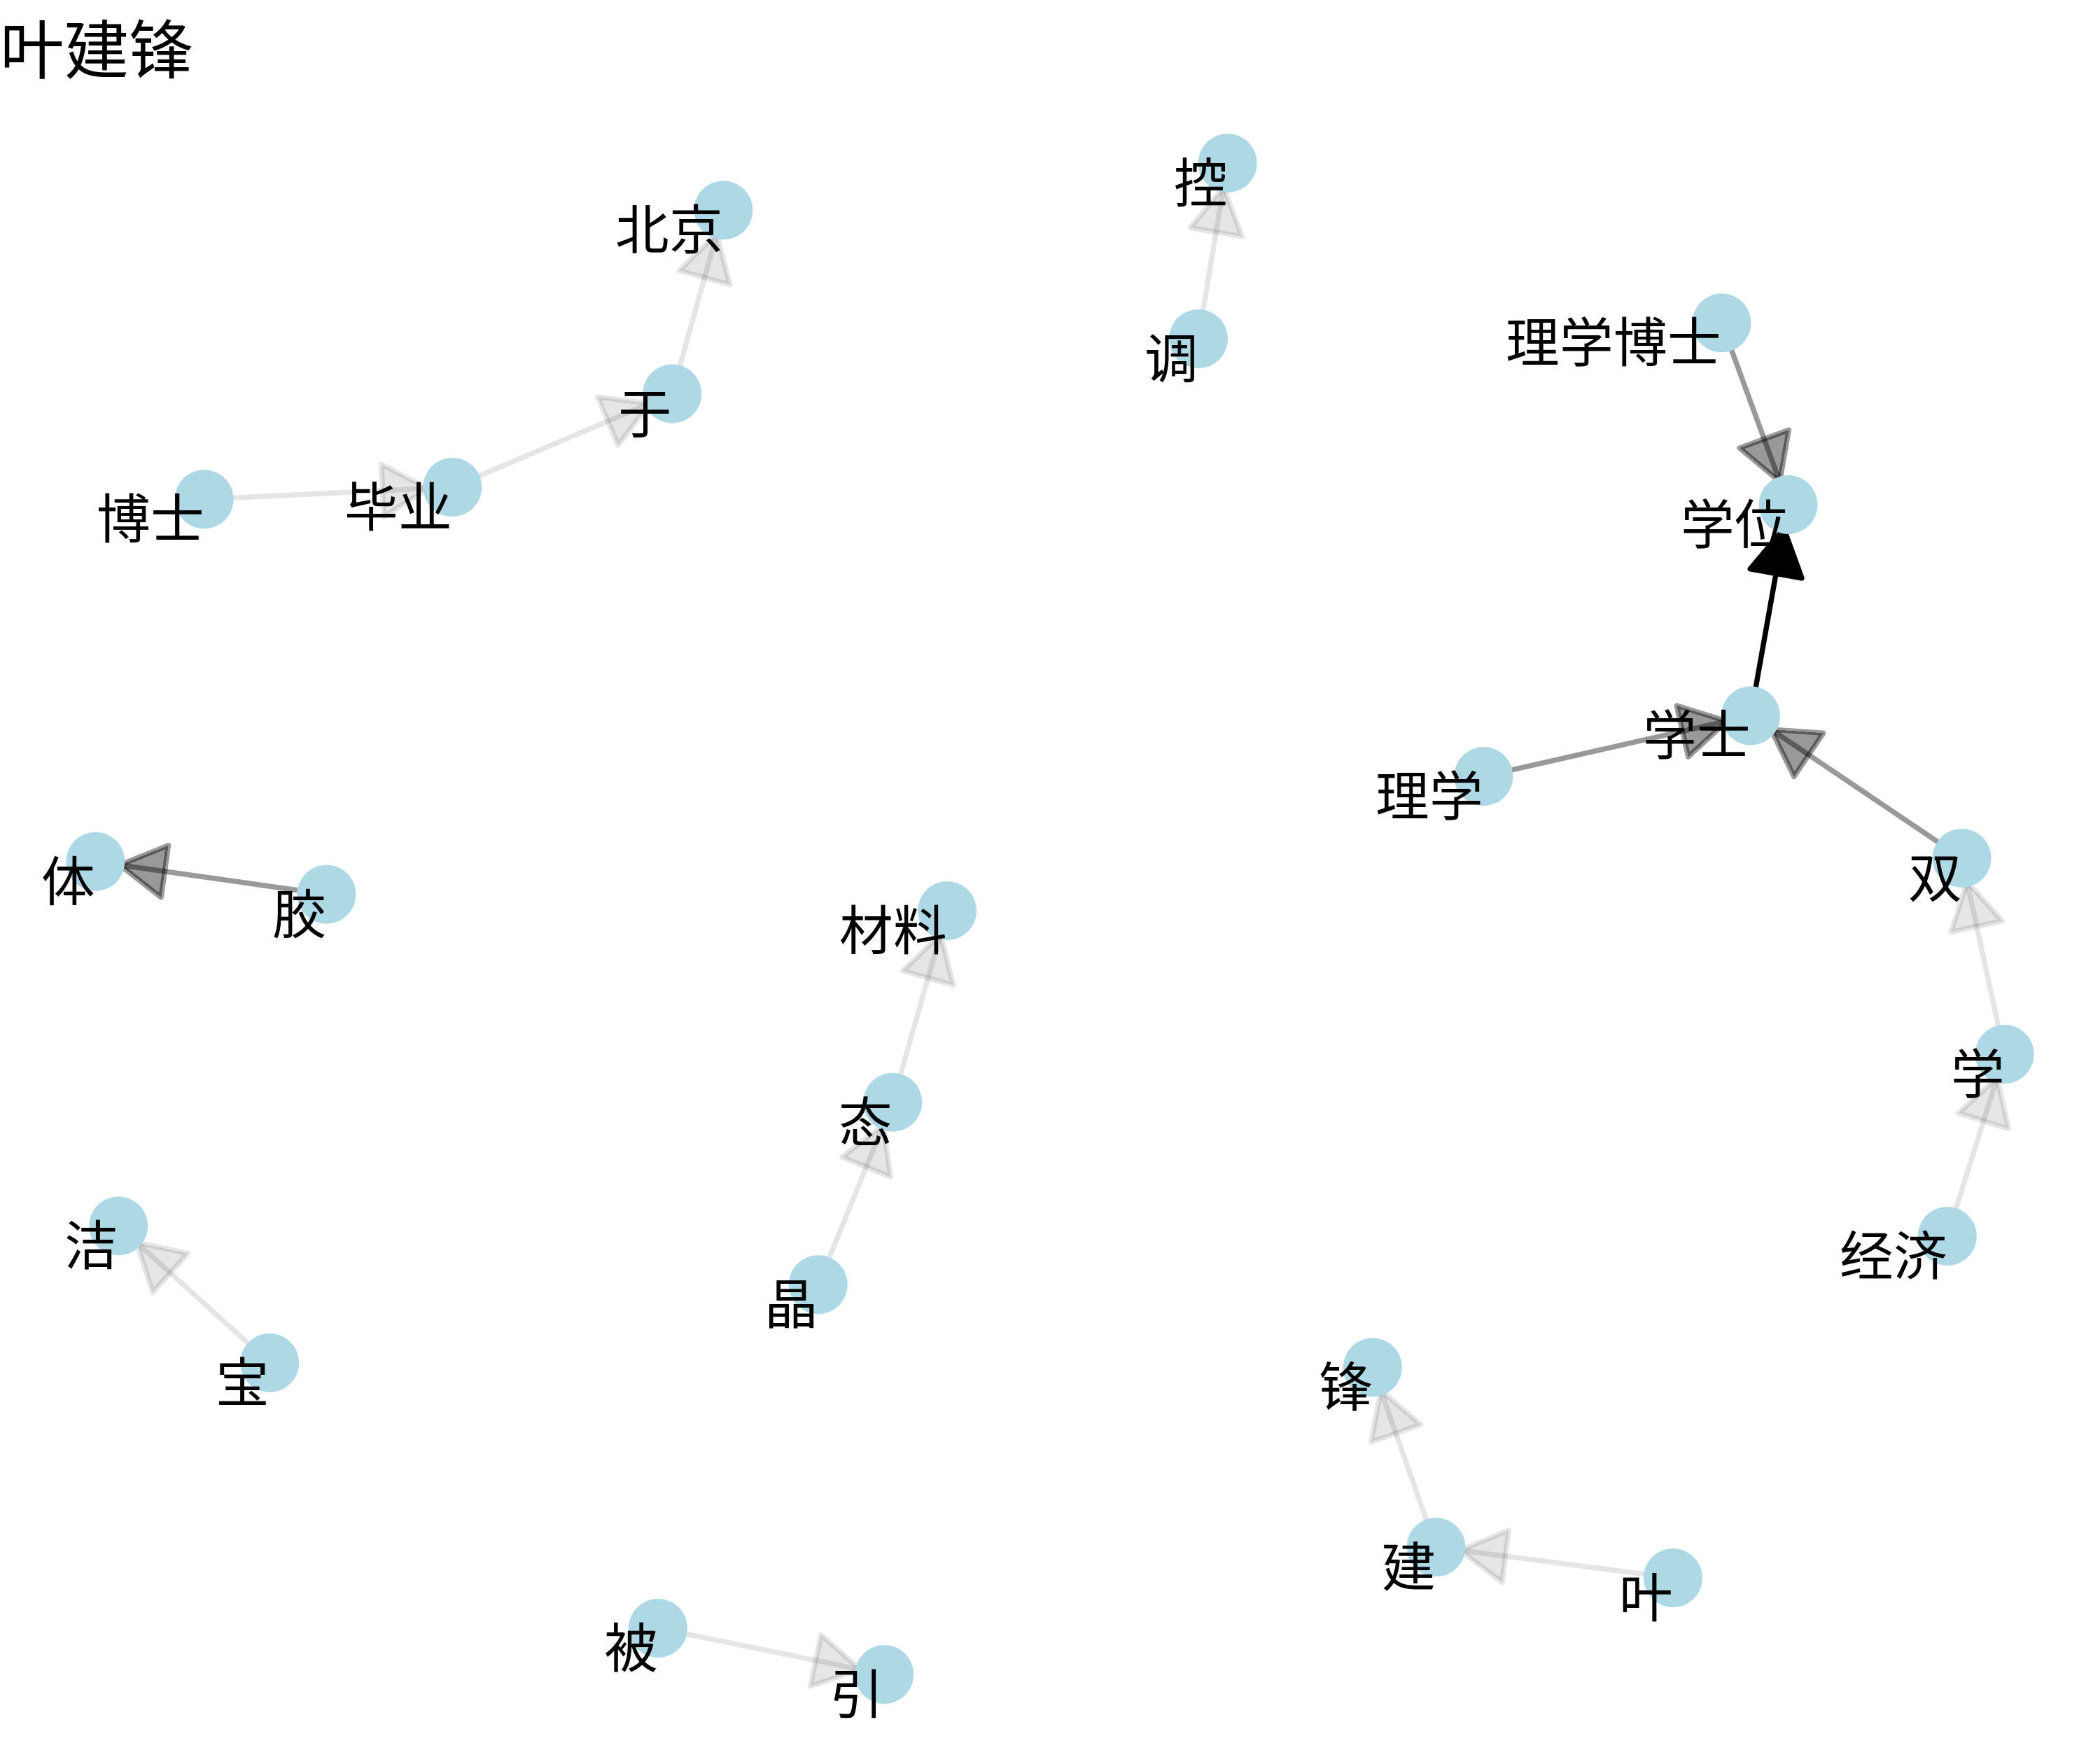 叶建锋
控
北京
理学博士
调
于
博士
毕业
学位
学士
理学
体
胶
双
材料
学
态
洁
经济
晶
宝
锋
建
叶
被
引